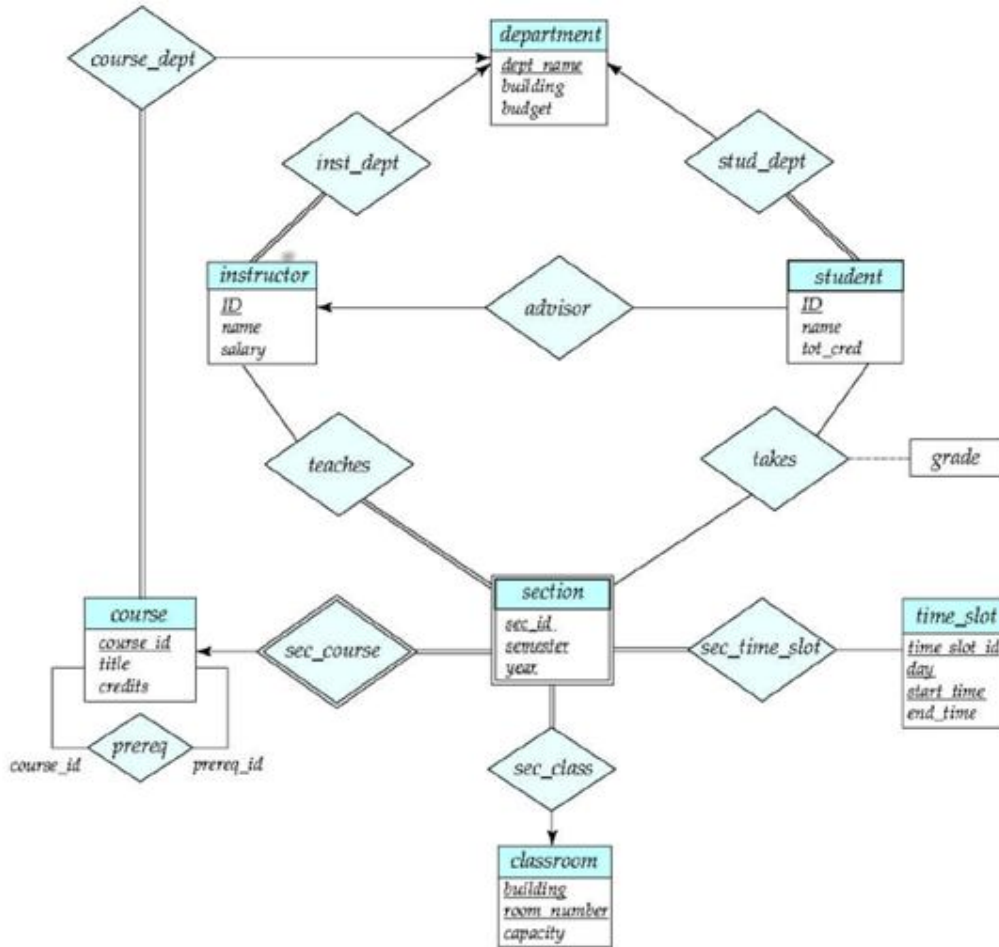 department
dept_name
building
budget
course_dept
inst_dept
stud_dept
instructor
ID
name
salary
advisor
student
ID
name
tot_cred
teaches
takes
grade
course
course_id
title
credits
prereq
course_id
prereq_id
sec_course
section
sec_id
semester
year
sec_time_slot
time_slot
time_slot_id
day
start_time
end_time
sec_class
classroom
building
room_number
capacity